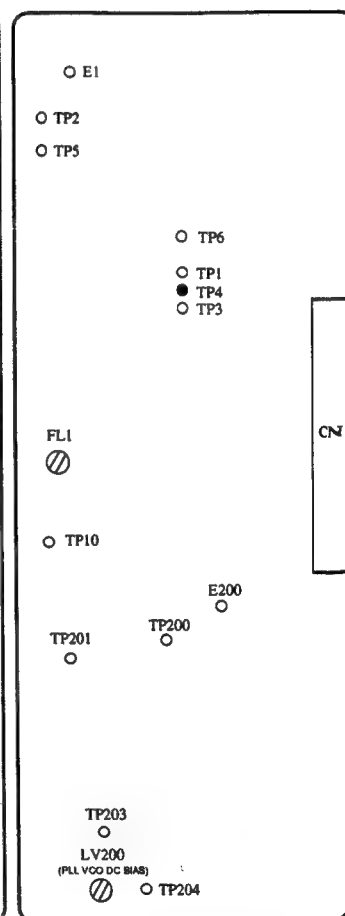 E1
TP2
TP5
TP6
TP1
TP4
TP3
CN
FL1
TP10
E200
TP200
TP201
TP203
LV200
(PLL VCO DC BIAS)
TP204